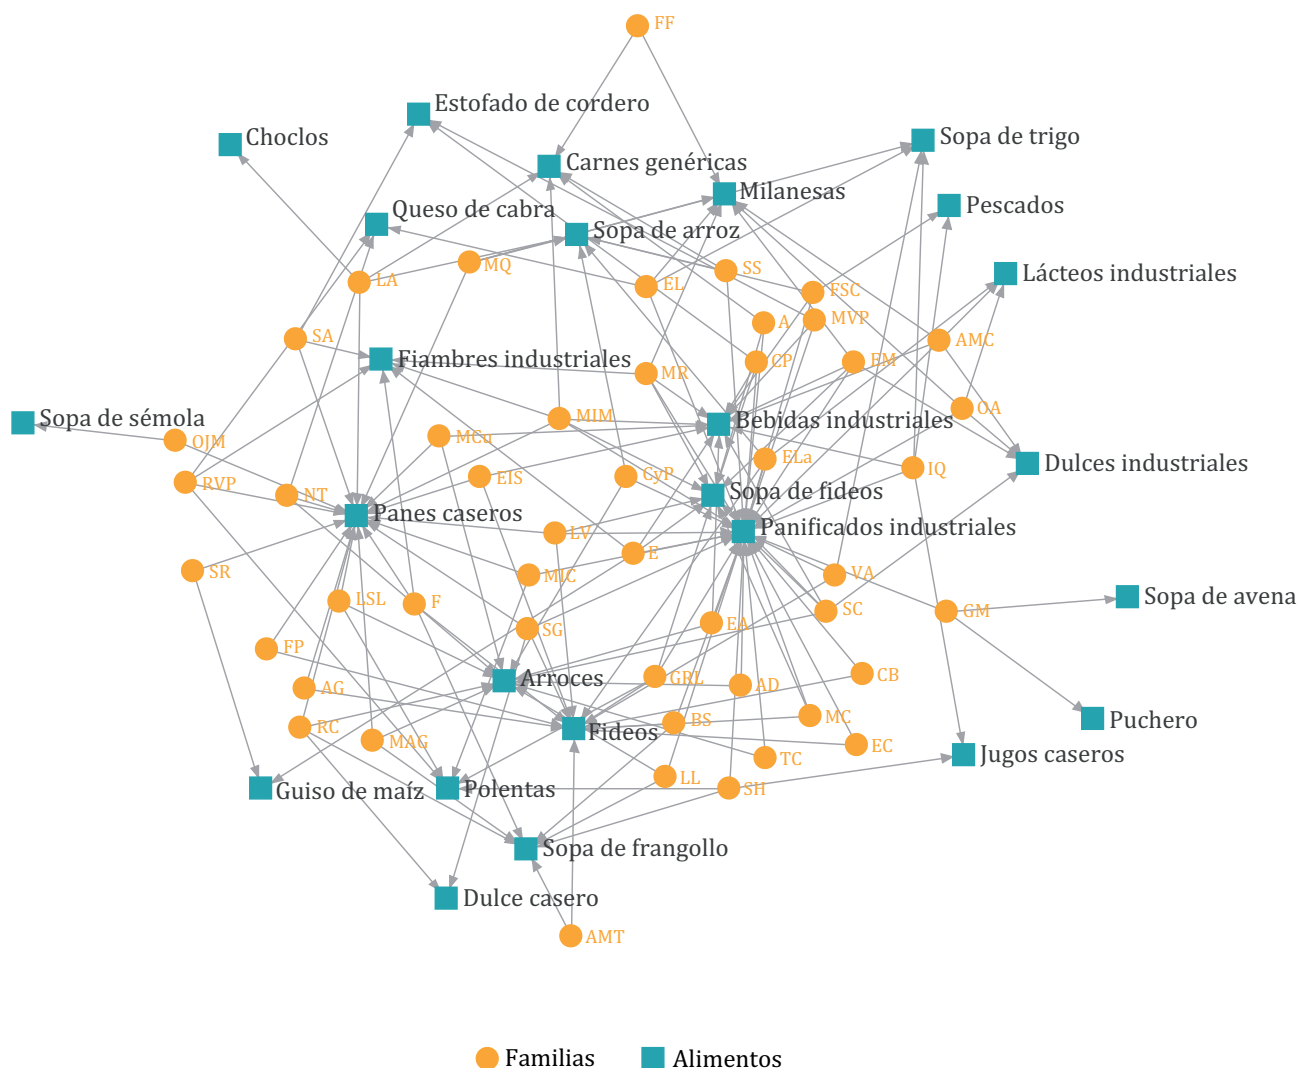 FF
Estofado de cordero
Choclos
Sopa de trigo
Carnes genéricas
Milanesas
Queso de cabra
Pescados
Sopa de arroz
MQ
SS
Lácteos industriales
LA
EL
FSC
A
MVP
SA
AMC
Fiambres industriales
CP
EM
MR
OA
Sopa de sémola
MIM
Bebidas industriales
OJM
MCu
ELa
Dulces industriales
RVP
EIS
CyP
IQ
NT
Sopa de fideos
Panes caseros
Panificados industriales
LV
E
SR
MIC
VA
LSL
F
SC
GM
Sopa de avena
SG
EA
FP
CB
AG
Arroces
GRL
AD
RC
BS
MC
Puchero
MAG
Fideos
EC
TC
Jugos caseros
LL
Guiso de maíz
Polentas
SH
Sopa de frangollo
Dulce casero
AMT
Familias
Alimentos